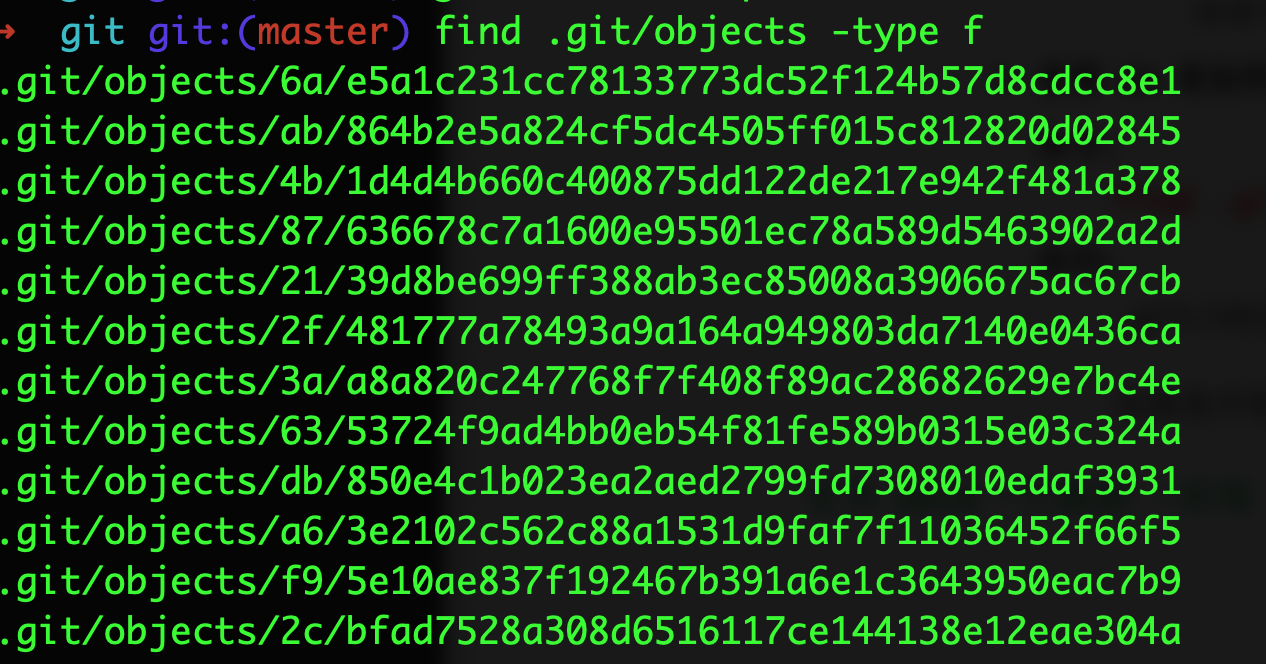 ➜ git git:(master) find .git/objects -type f
.git/objects/6a/e5a1c231cc78133773dc52f124b57d8cdcc8e1
.git/objects/ab/864b2e5a824cf5dc4505ff015c812820d02845
.git/objects/4b/1d4d4b660c400875dd122de217e942f481a378
.git/objects/87/636678c7a1600e95501ec78a589d5463902a2d
.git/objects/21/39d8be699ff388ab3ec85008a3906675ac67cb
.git/objects/2f/481777a78493a9a164a949803da7140e0436ca
.git/objects/3a/a8a820c247768f7f408f89ac28682629e7bc4e
.git/objects/63/53724f9ad4bb0eb54f81fe589b0315e03c324a
.git/objects/db/850e4c1b023ea2aed2799fd7308010edaf3931
.git/objects/a6/3e2102c562c88a1531d9faf7f11036452f66f5
.git/objects/f9/5e10ae837f192467b391a6e1c3643950eac7b9
.git/objects/2c/bfad7528a308d6516117ce144138e12eae304a